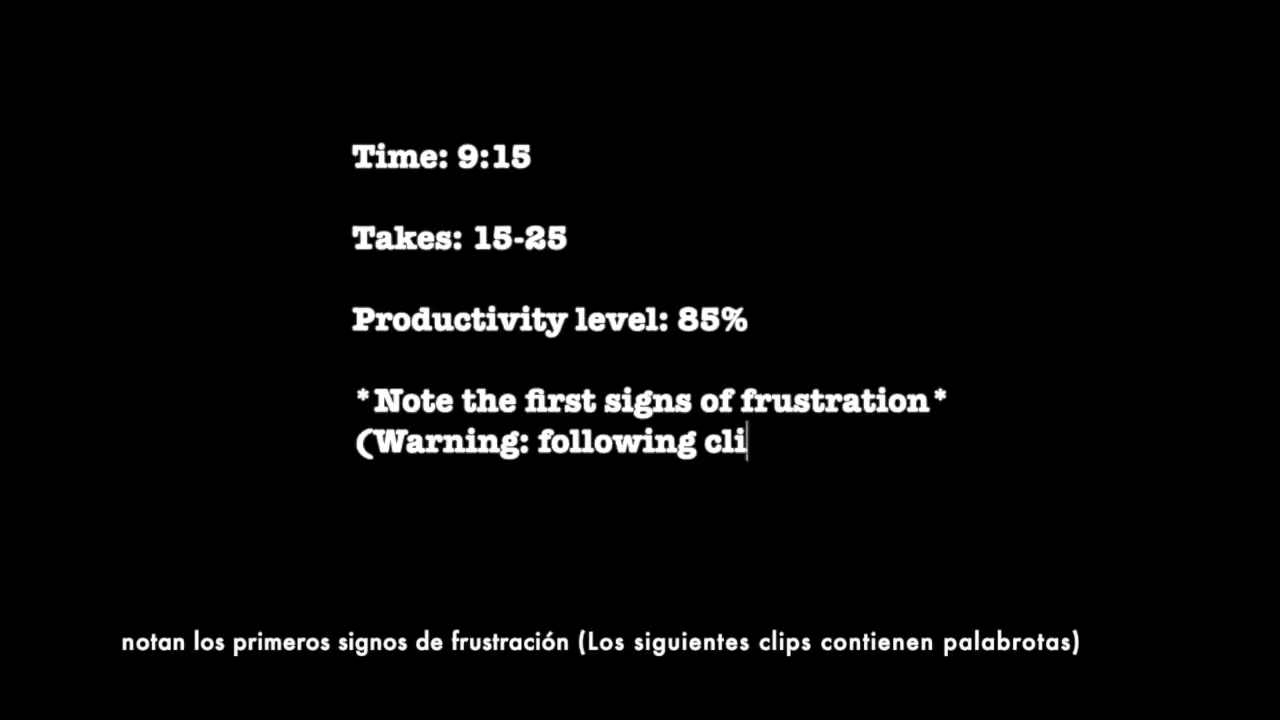 Time: 9:15
Takes: 15-25
Productivity level: 85%
*Note the first signs of frustration*
(Warning: following cli
notan los primeros signos de frustración (Los siguientes clips contienen palabrotas)